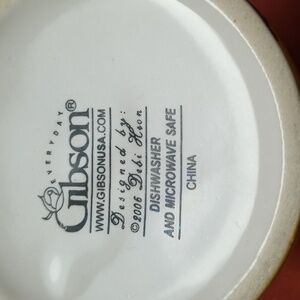 EVERYDAY
Gibson®
WWW.GIBSONUSA.COM
Designed by:
©2006 Debi Hron
DISHWASHER
AND MICROWAVE SAFE
CHINA